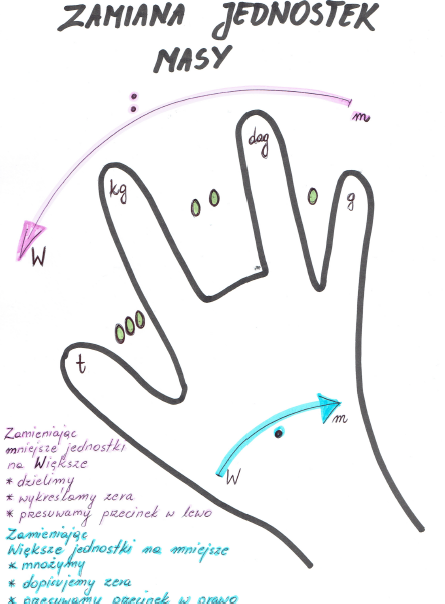 ZAMIANA JEDNOSTEK
MASY
:
m
dag
kg
g
W
t
m
W
Zamieniając
mniejsze jednostki
na Większe
* dzielimy
* wykreślamy zera
* przesuwamy przecinek w lewo
Zamieniając
Większe jednostki na mniejsze
* mnożymy
* dopisujemy zera
* przesuwamy przecinek w prawo